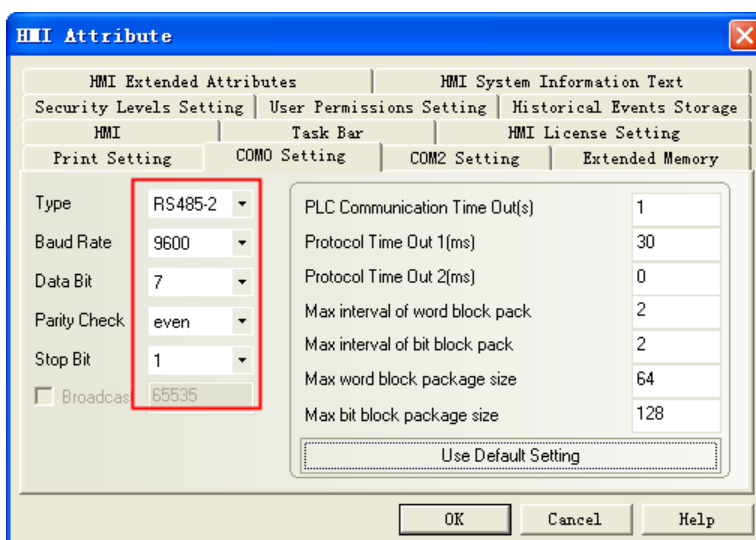 HMI Attribute
HMI Extended Attributes
HMI System Information Text
Security Levels Setting
User Permissions Setting
Historical Events Storage
HMI
Task Bar
HMI License Setting
Print Setting
COM0 Setting
COM2 Setting
Extended Memory
Type
RS485-2
Baud Rate
9600
Data Bit
7
Parity Check
even
Stop Bit
1
Broadcas
65535
PLC Communication Time Out(s)
1
Protocol Time Out 1(ms)
30
Protocol Time Out 2(ms)
0
Max interval of word block pack
2
Max interval of bit block pack
2
Max word block package size
64
Max bit block package size
128
Use Default Setting
OK
Cancel
Help